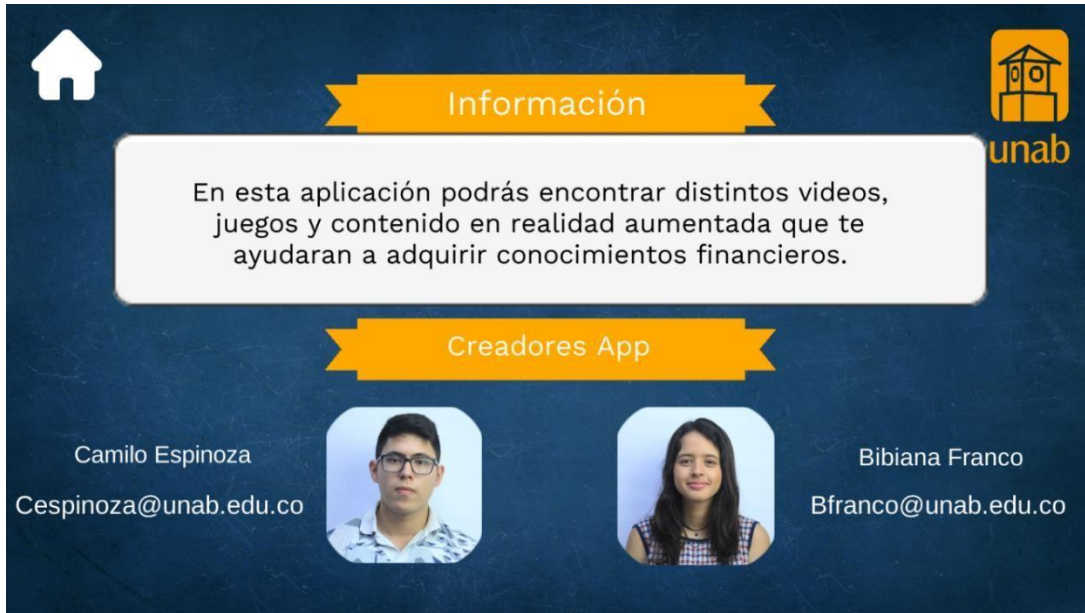 Información
unab
En esta aplicación podrás encontrar distintos videos,
juegos y contenido en realidad aumentada que te
ayudaran a adquirir conocimientos financieros.
Creadores App
Camilo Espinoza
Cespinoza@unab.edu.co
Bibiana Franco
Bfranco@unab.edu.co